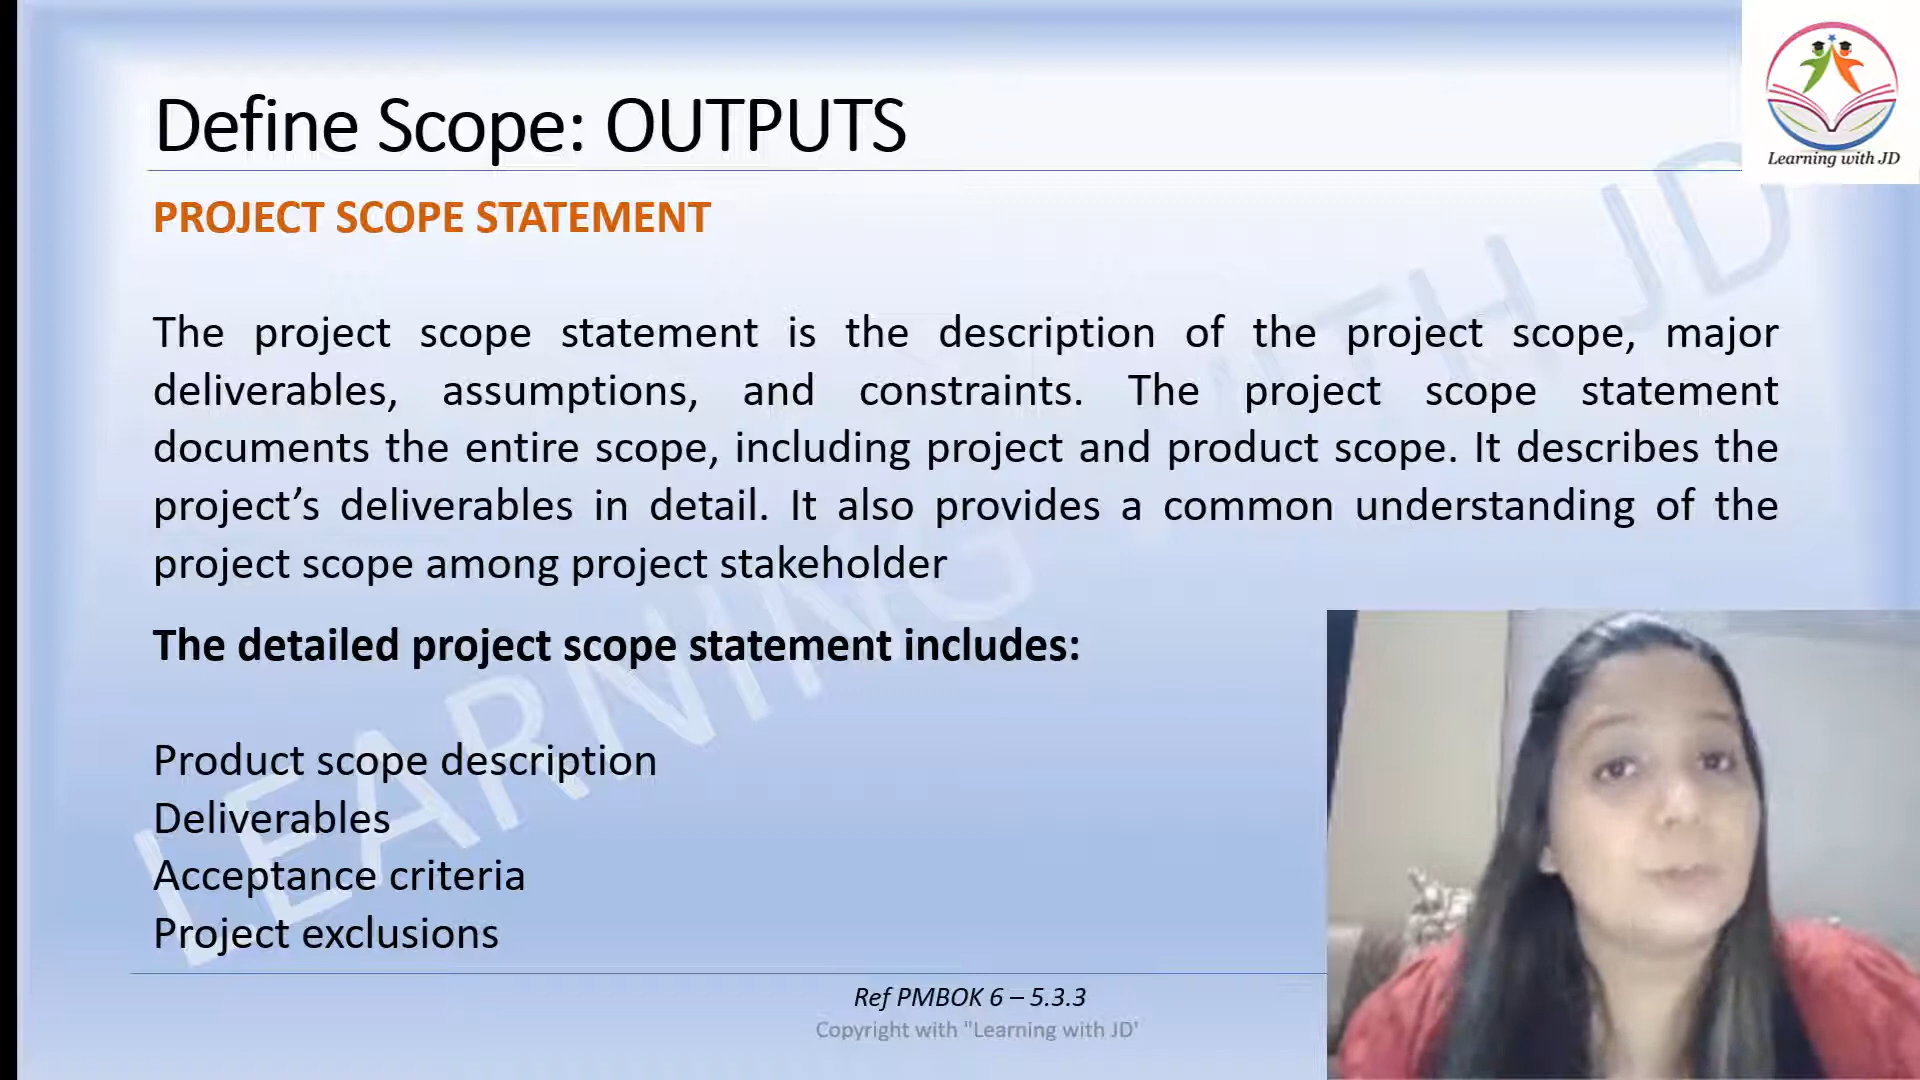 Define Scope: OUTPUTS
Learning with JD
PROJECT SCOPE STATEMENT
The project scope statement is the description of the project scope, major
deliverables, assumptions, and constraints. The project scope statement
documents the entire scope, including project and product scope. It describes the
project’s deliverables in detail. It also provides a common understanding of the
project scope among project stakeholder
The detailed project scope statement includes:
Product scope description
Deliverables
Acceptance criteria
Project exclusions
LEARNING WITH JD
Ref PMBOK 6 – 5.3.3
Copyright with "Learning with JD'